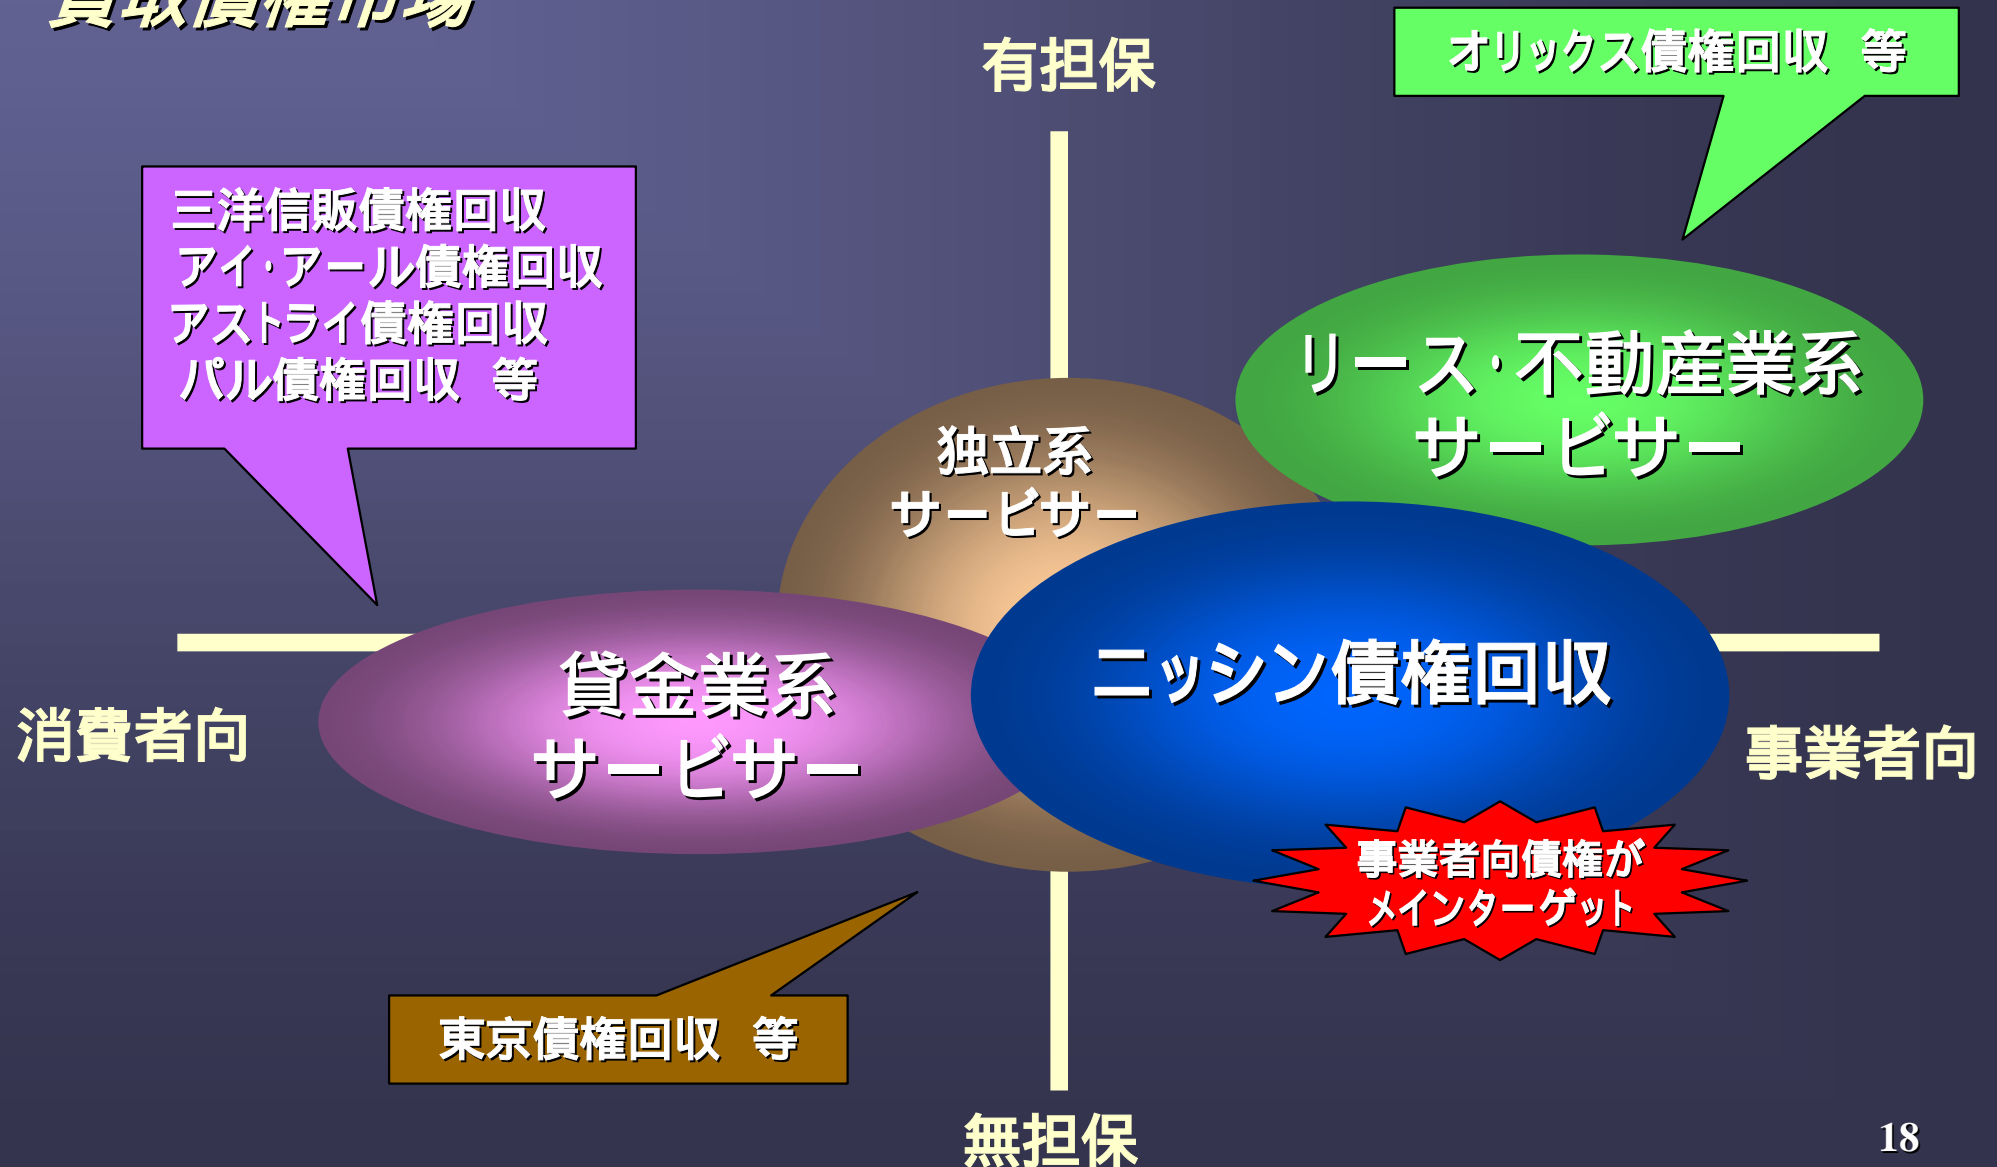 買取債権市場
有担保
オリックス債権回収　等
三洋信販債権回収
アイ・アール債権回収
アストライ債権回収
パル債権回収　等
リース・不動産業系
サービサー
独立系
サービサー
ニッシン債権回収
貸金業系
サービサー
消費者向
事業者向
事業者向債権が
メインターゲット
東京債権回収　等
無担保
18